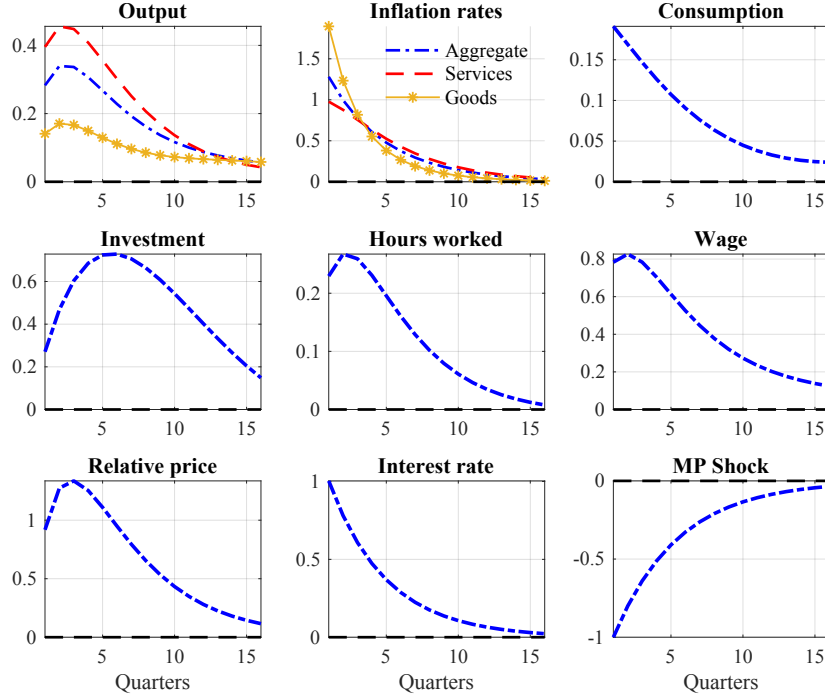 Output
0.4
0.2
0
5 10 15
Inflation rates
1.5
1
0.5
0
5 10 15
Aggregate
Services
Goods
Consumption
0.15
0.1
0.05
0
5 10 15
Investment
0.6
0.4
0.2
0
5 10 15
Hours worked
0.2
0.1
0
5 10 15
Wage
0.8
0.6
0.4
0.2
0
5 10 15
Relative price
1
0.5
0
5 10 15
Quarters
Interest rate
1
0.5
0
5 10 15
Quarters
MP Shock
0
-0.5
-1
5 10 15
Quarters